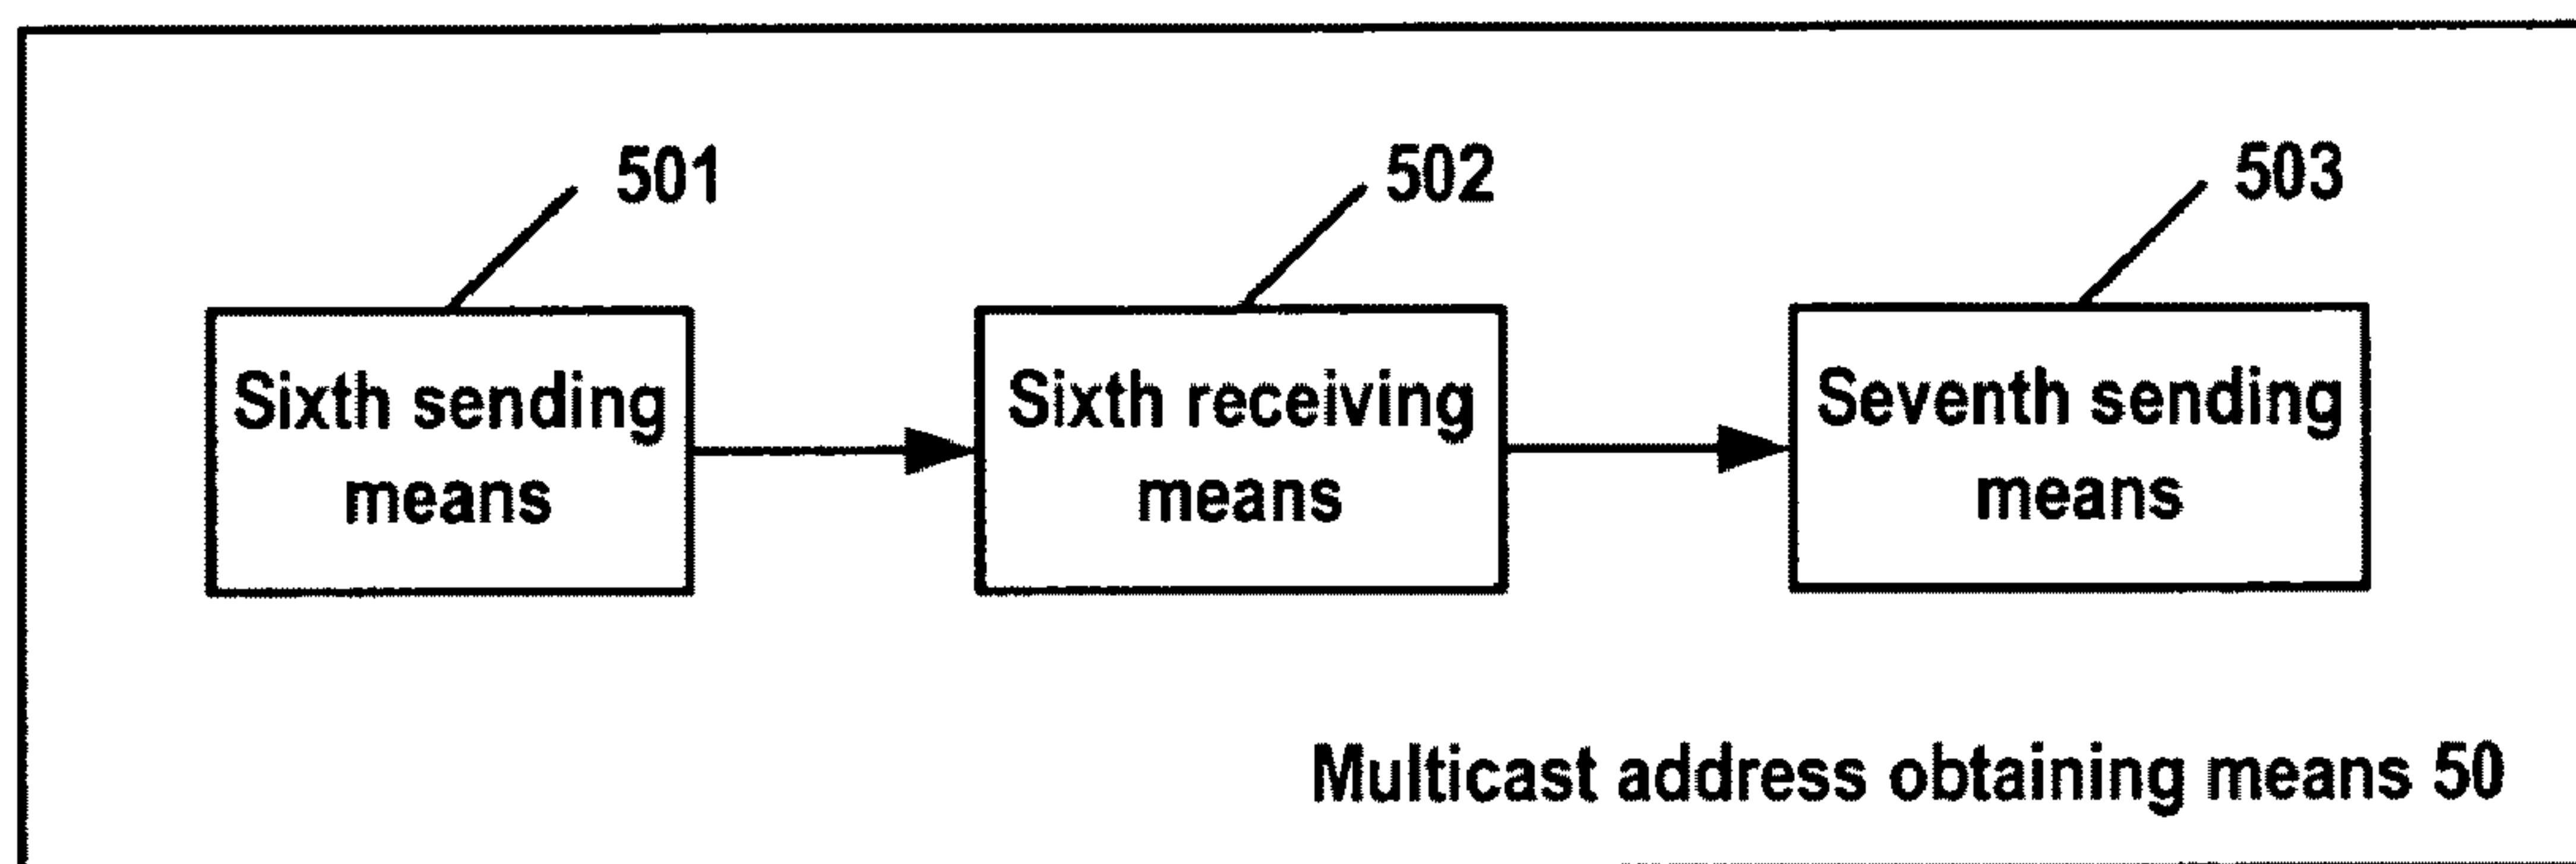 501
502
503
Sixth sending
means
Sixth receiving
means
Seventh sending
means
Multicast address obtaining means 50